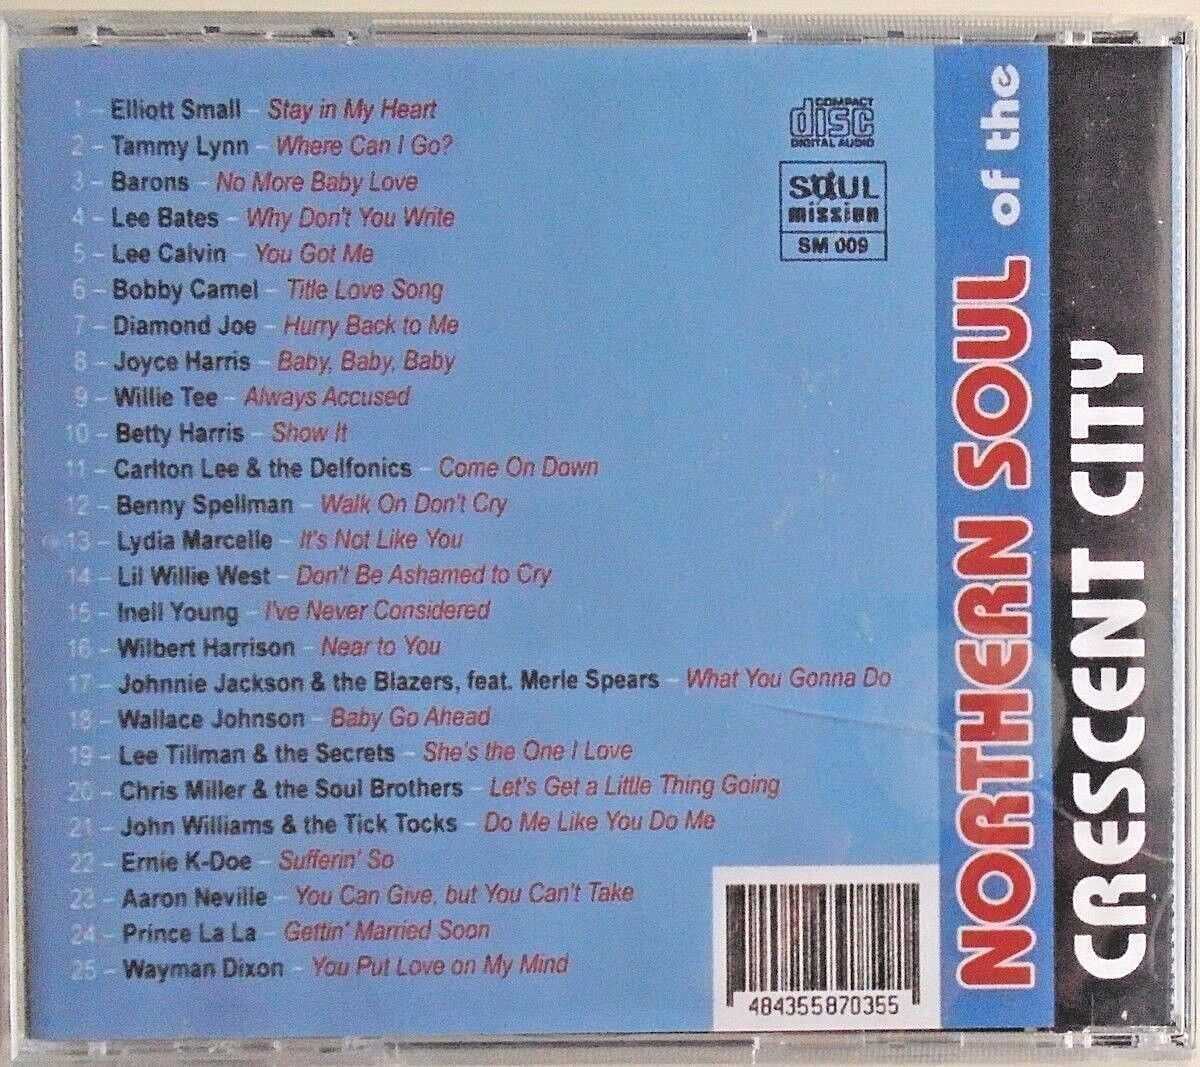 1 – Elliott Small – Stay in My Heart
2 – Tammy Lynn – Where Can I Go?
3 – Barons – No More Baby Love
4 – Lee Bates – Why Don't You Write
5 – Lee Calvin – You Got Me
6 – Bobby Camel – Title Love Song
7 – Diamond Joe – Hurry Back to Me
8 – Joyce Harris – Baby, Baby, Baby
9 – Willie Tee – Always Accused
10 – Betty Harris – Show It
11 – Carlton Lee & the Delfonics – Come On Down
12 – Benny Spellman – Walk On Don't Cry
13 – Lydia Marcelle – It's Not Like You
14 – Lil Willie West – Don't Be Ashamed to Cry
15 – Inell Young – I've Never Considered
16 – Wilbert Harrison – Near to You
17 – Johnnie Jackson & the Blazers, feat. Merle Spears – What You Gonna Do
18 – Wallace Johnson – Baby Go Ahead
19 – Lee Tillman & the Secrets – She's the One I Love
20 – Chris Miller & the Soul Brothers – Let's Get a Little Thing Going
21 – John Williams & the Tick Tocks – Do Me Like You Do Me
22 – Ernie K-Doe – Sufferin' So
23 – Aaron Neville – You Can Give, but You Can't Take
24 – Prince La La – Gettin' Married Soon
25 – Wayman Dixon – You Put Love on My Mind
COMPACT
disc
DIGITAL AUDIO
SOUL
mission
SM 009
484355870355
NORTHERN SOUL of the
CRESCENT CITY